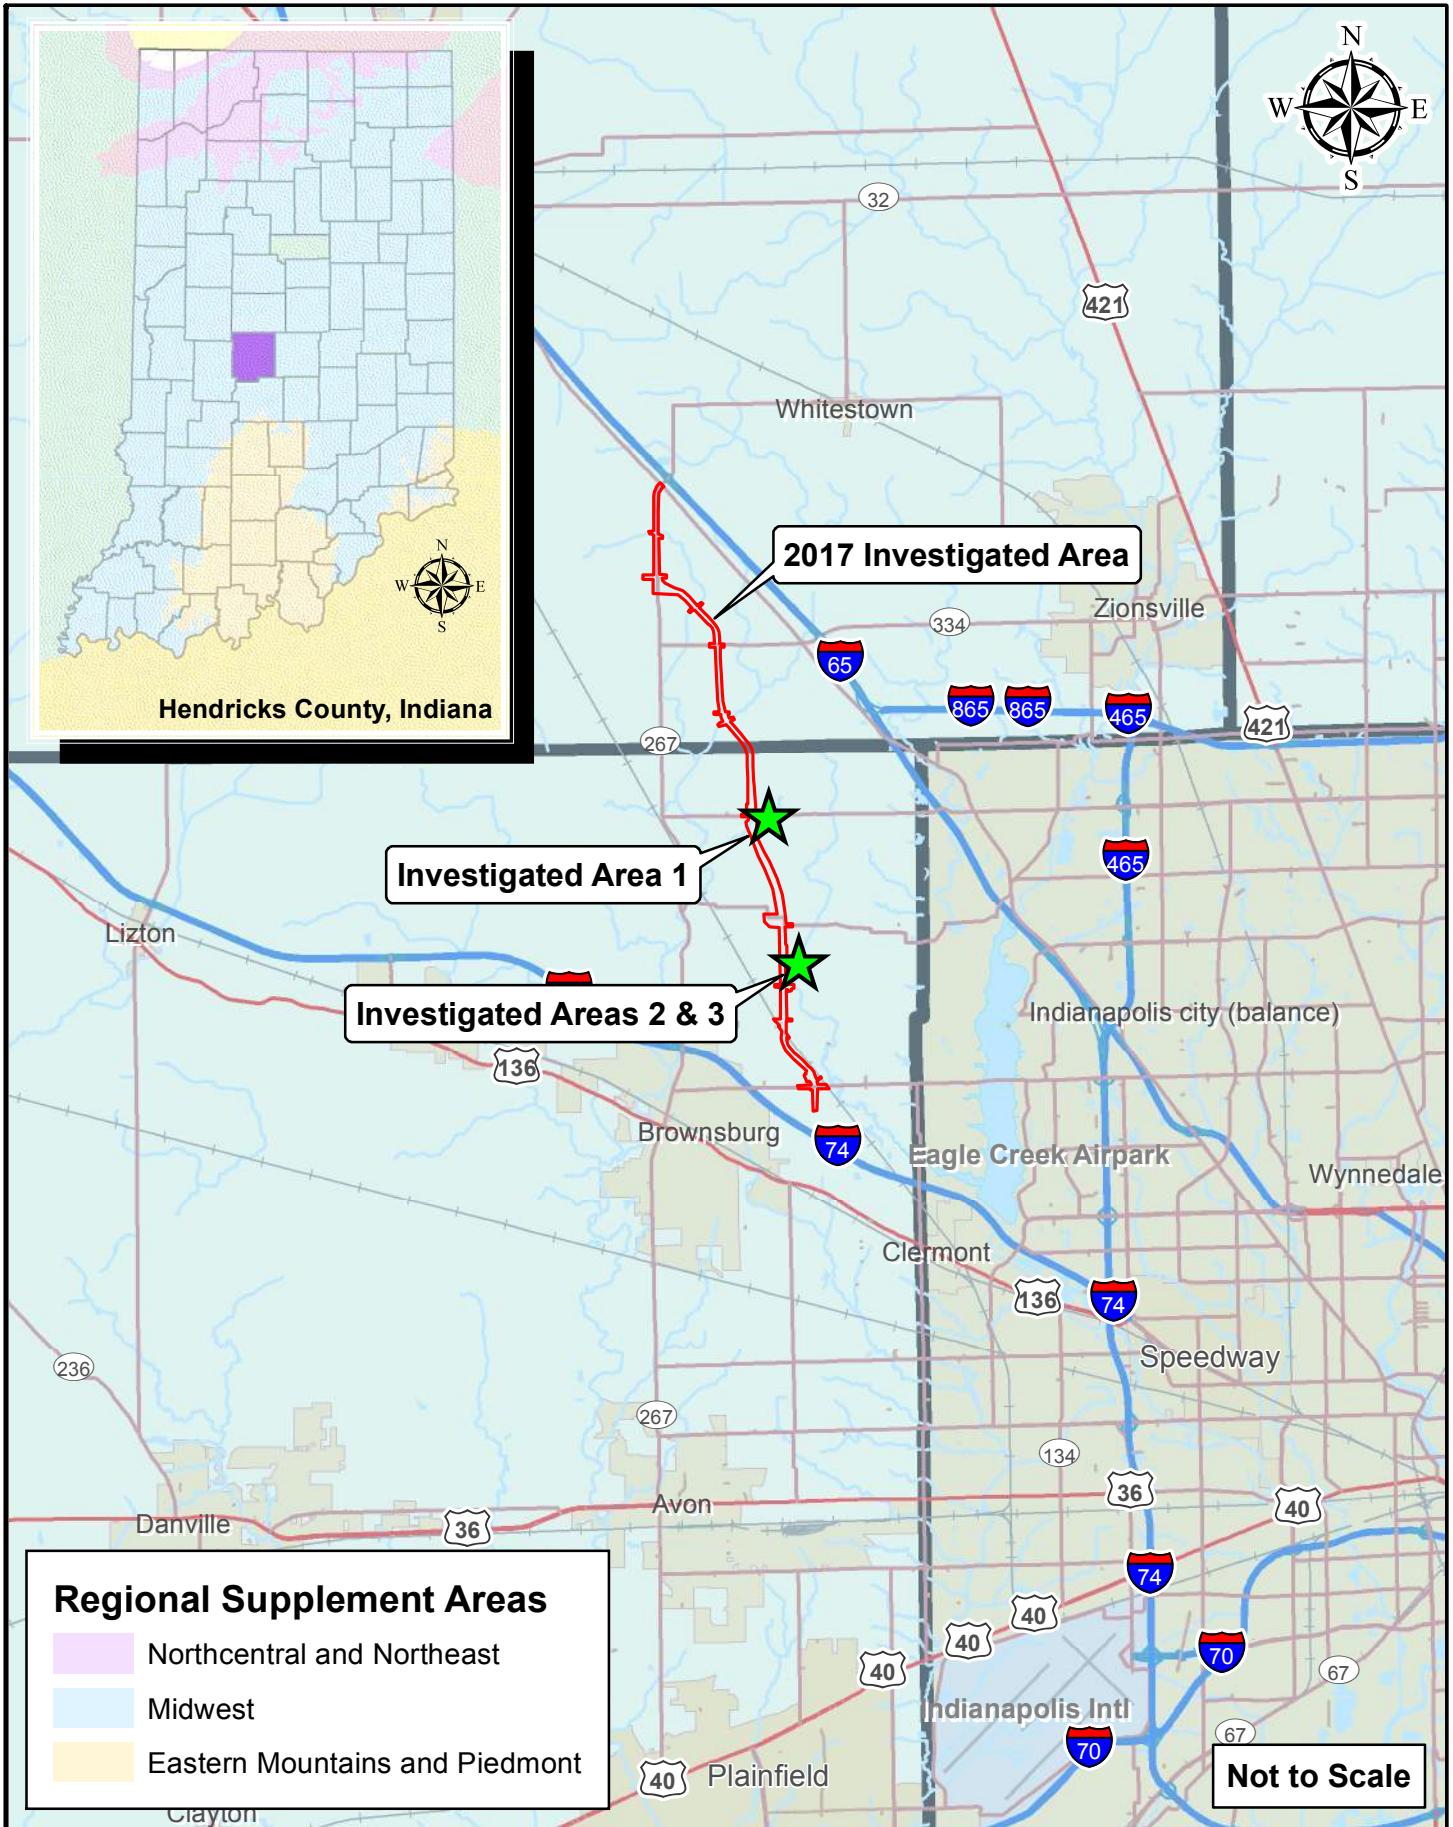 N
W
E
S
32
421
Whitestown
N
W
E
S
Hendricks County, Indiana
2017 Investigated Area
Zionsville
334
65
865
865
465
421
267
Investigated Area 1
465
Lizton
Investigated Areas 2 & 3
Indianapolis city (balance)
136
Brownsburg
74
Eagle Creek Airpark
Wynnedale
Clermont
136
74
Speedway
236
267
134
36
40
Avon
Danville
36
74
Regional Supplement Areas
Northcentral and Northeast
Midwest
Eastern Mountains and Piedmont
40
40
40
70
67
Indianapolis Intl
70
67
40
Plainfield
Not to Scale
Clayton